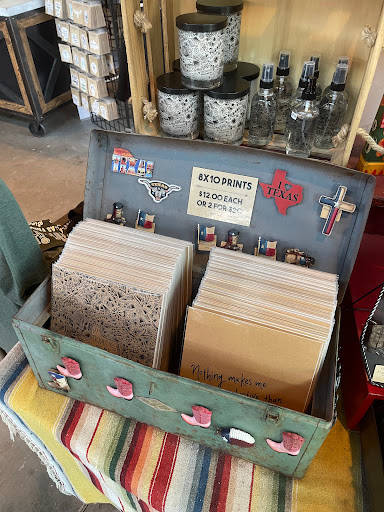 TEXAS
8X10 PRINTS
$12.00 EACH
OR 2 FOR $20
I
TEXAS
Nothing makes me